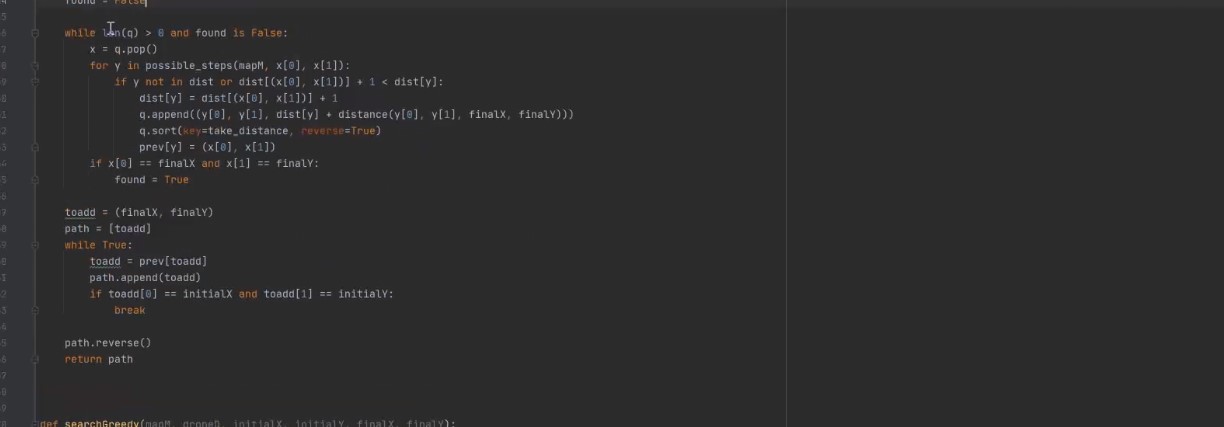 found = False
while len(q) > 0 and found is False:
x = q.pop()
for y in possible_steps(mapM, x[0], x[1]):
if y not in dist or dist[(x[0], x[1])] + 1 < dist[y]:
dist[y] = dist[(x[0], x[1])] + 1
q.append((y[0], y[1], dist[y] + distance(y[0], y[1], finalX, finalY)))
q.sort(key=take_distance, reverse=True)
prev[y] = (x[0], x[1])
if x[0] == finalX and x[1] == finalY:
found = True
toadd = (finalX, finalY)
path = [toadd]
while True:
toadd = prev[toadd]
path.append(toadd)
if toadd[0] == initialX and toadd[1] == initialY:
break
path.reverse()
return path
def searchGreedy(mapM, droneD, initialX, initialY, finalX, finalY):